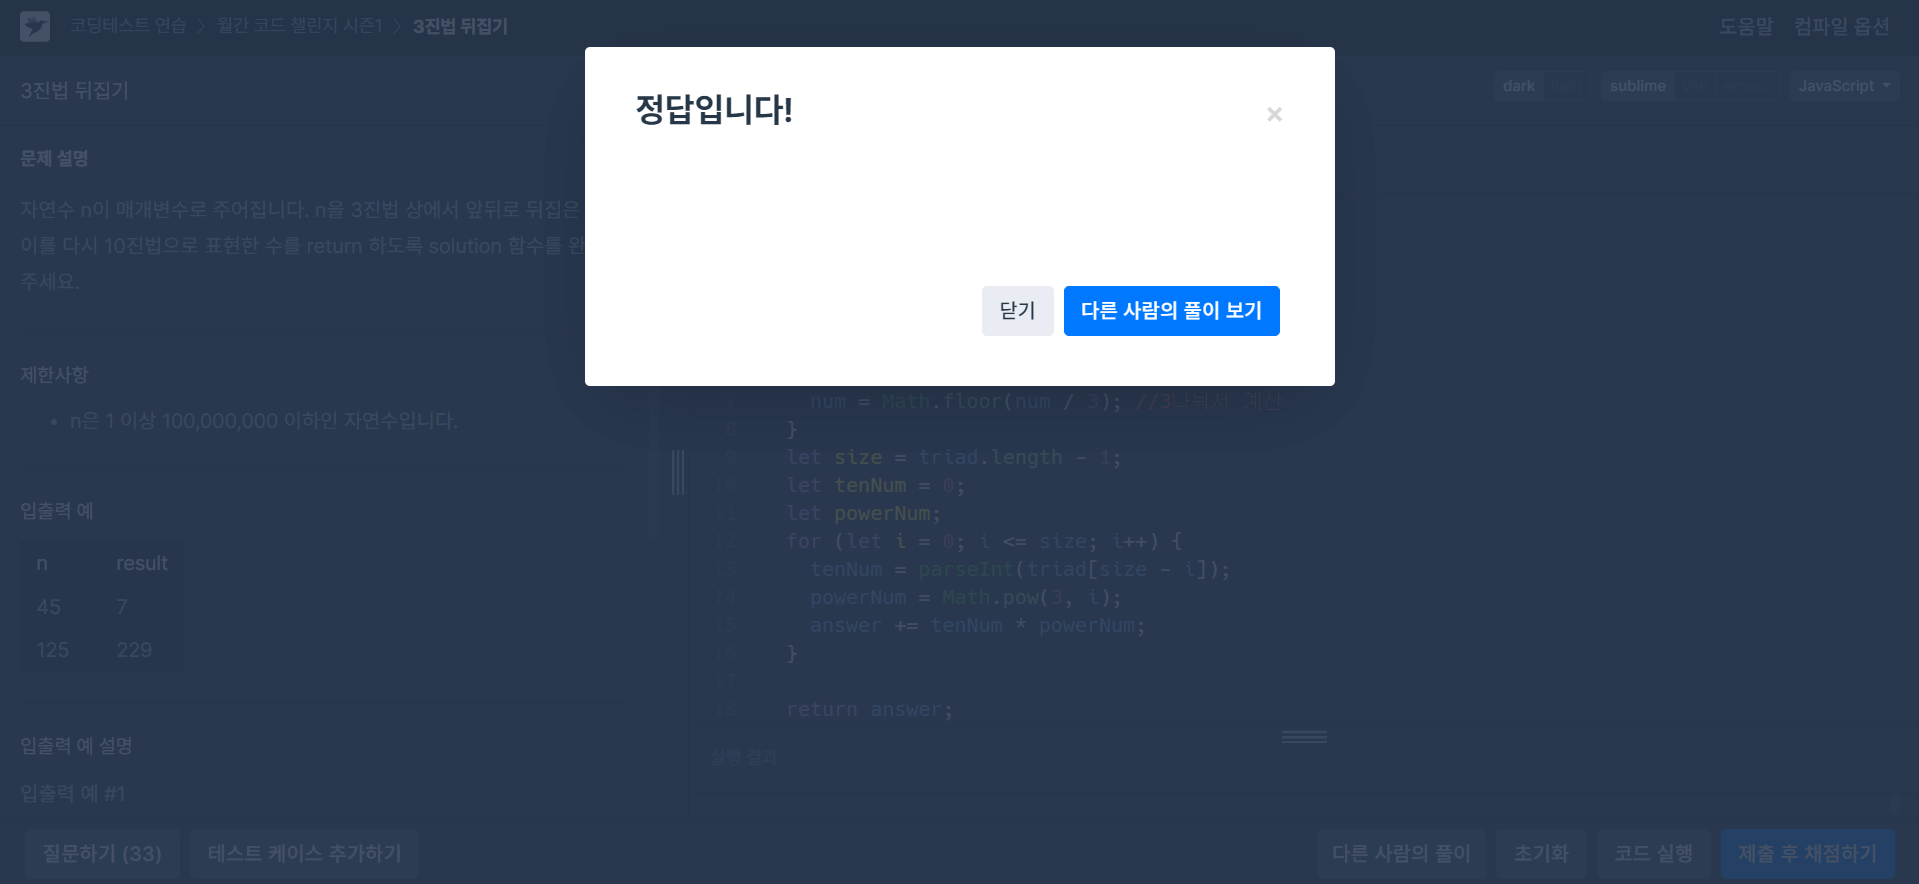 코딩테스트 연습 > 월간 코드 챌린지 시즌1 > 3진법 뒤집기
도움말 컴파일 옵션
3진법 뒤집기
dark sublime JavaScript
정답입니다!
×
닫기 다른 사람의 풀이 보기
문제 설명
자연수 n이 매개변수로 주어집니다. n을 3진법 상에서 앞뒤로 뒤집은
이를 다시 10진법으로 표현한 수를 return 하도록 solution 함수를 완
주세요.
제한사항
• n은 1 이상 100,000,000 이하인 자연수입니다.
입출력 예
n result
45 7
125 229
입출력 예 설명
입출력 예 #1
num = Math.floor(num / 3); //3나눠서 계산
8 }
9 let size = triad.length - 1;
10 let tenNum = 0;
11 let powerNum;
12 for (let i = 0; i <= size; i++) {
13 tenNum = parseInt(triad[size - i]);
14 powerNum = Math.pow(3, i);
15 answer += tenNum * powerNum;
16 }
17
18 return answer;
실행 결과
질문하기 (33) 테스트 케이스 추가하기
다른 사람의 풀이 초기화 코드 실행 제출 후 채점하기